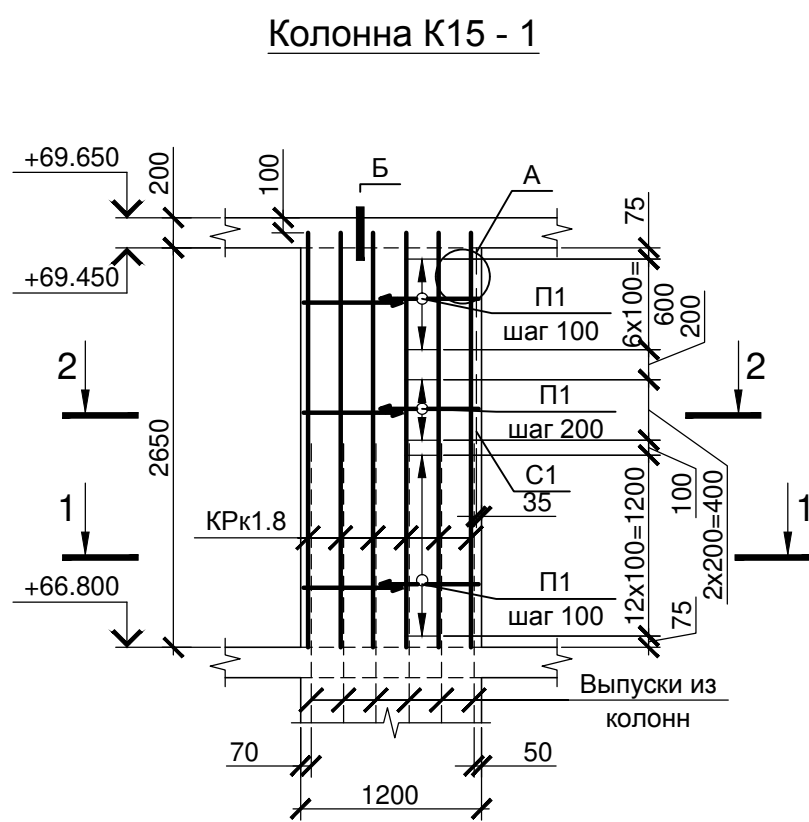 Колонна К15 - 1
+69.650
200
100
Б
А
75
+69.450
6х100=
600
200
П1
шаг 100
2
2
П1
шаг 200
2650
С1
35
100
2х200=400
12х100=1200
1
1
КРк1.8
+66.800
П1
шаг 100
75
Выпуски из
колонн
70
50
1200